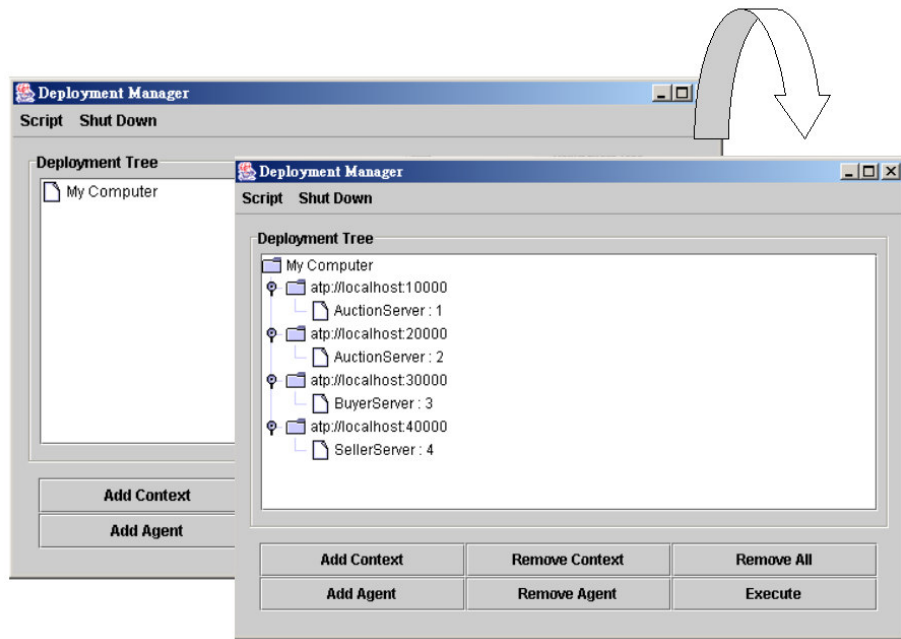 Deployment Manager
Script Shut Down
Deployment Tree
My Computer
Add Context
Add Agent
Deployment Manager
Script Shut Down
Deployment Tree
My Computer
atp://localhost:10000
AuctionServer : 1
atp://localhost:20000
AuctionServer : 2
atp://localhost:30000
BuyerServer : 3
atp://localhost:40000
SellerServer : 4
Add Context Remove Context Remove All
Add Agent Remove Agent Execute